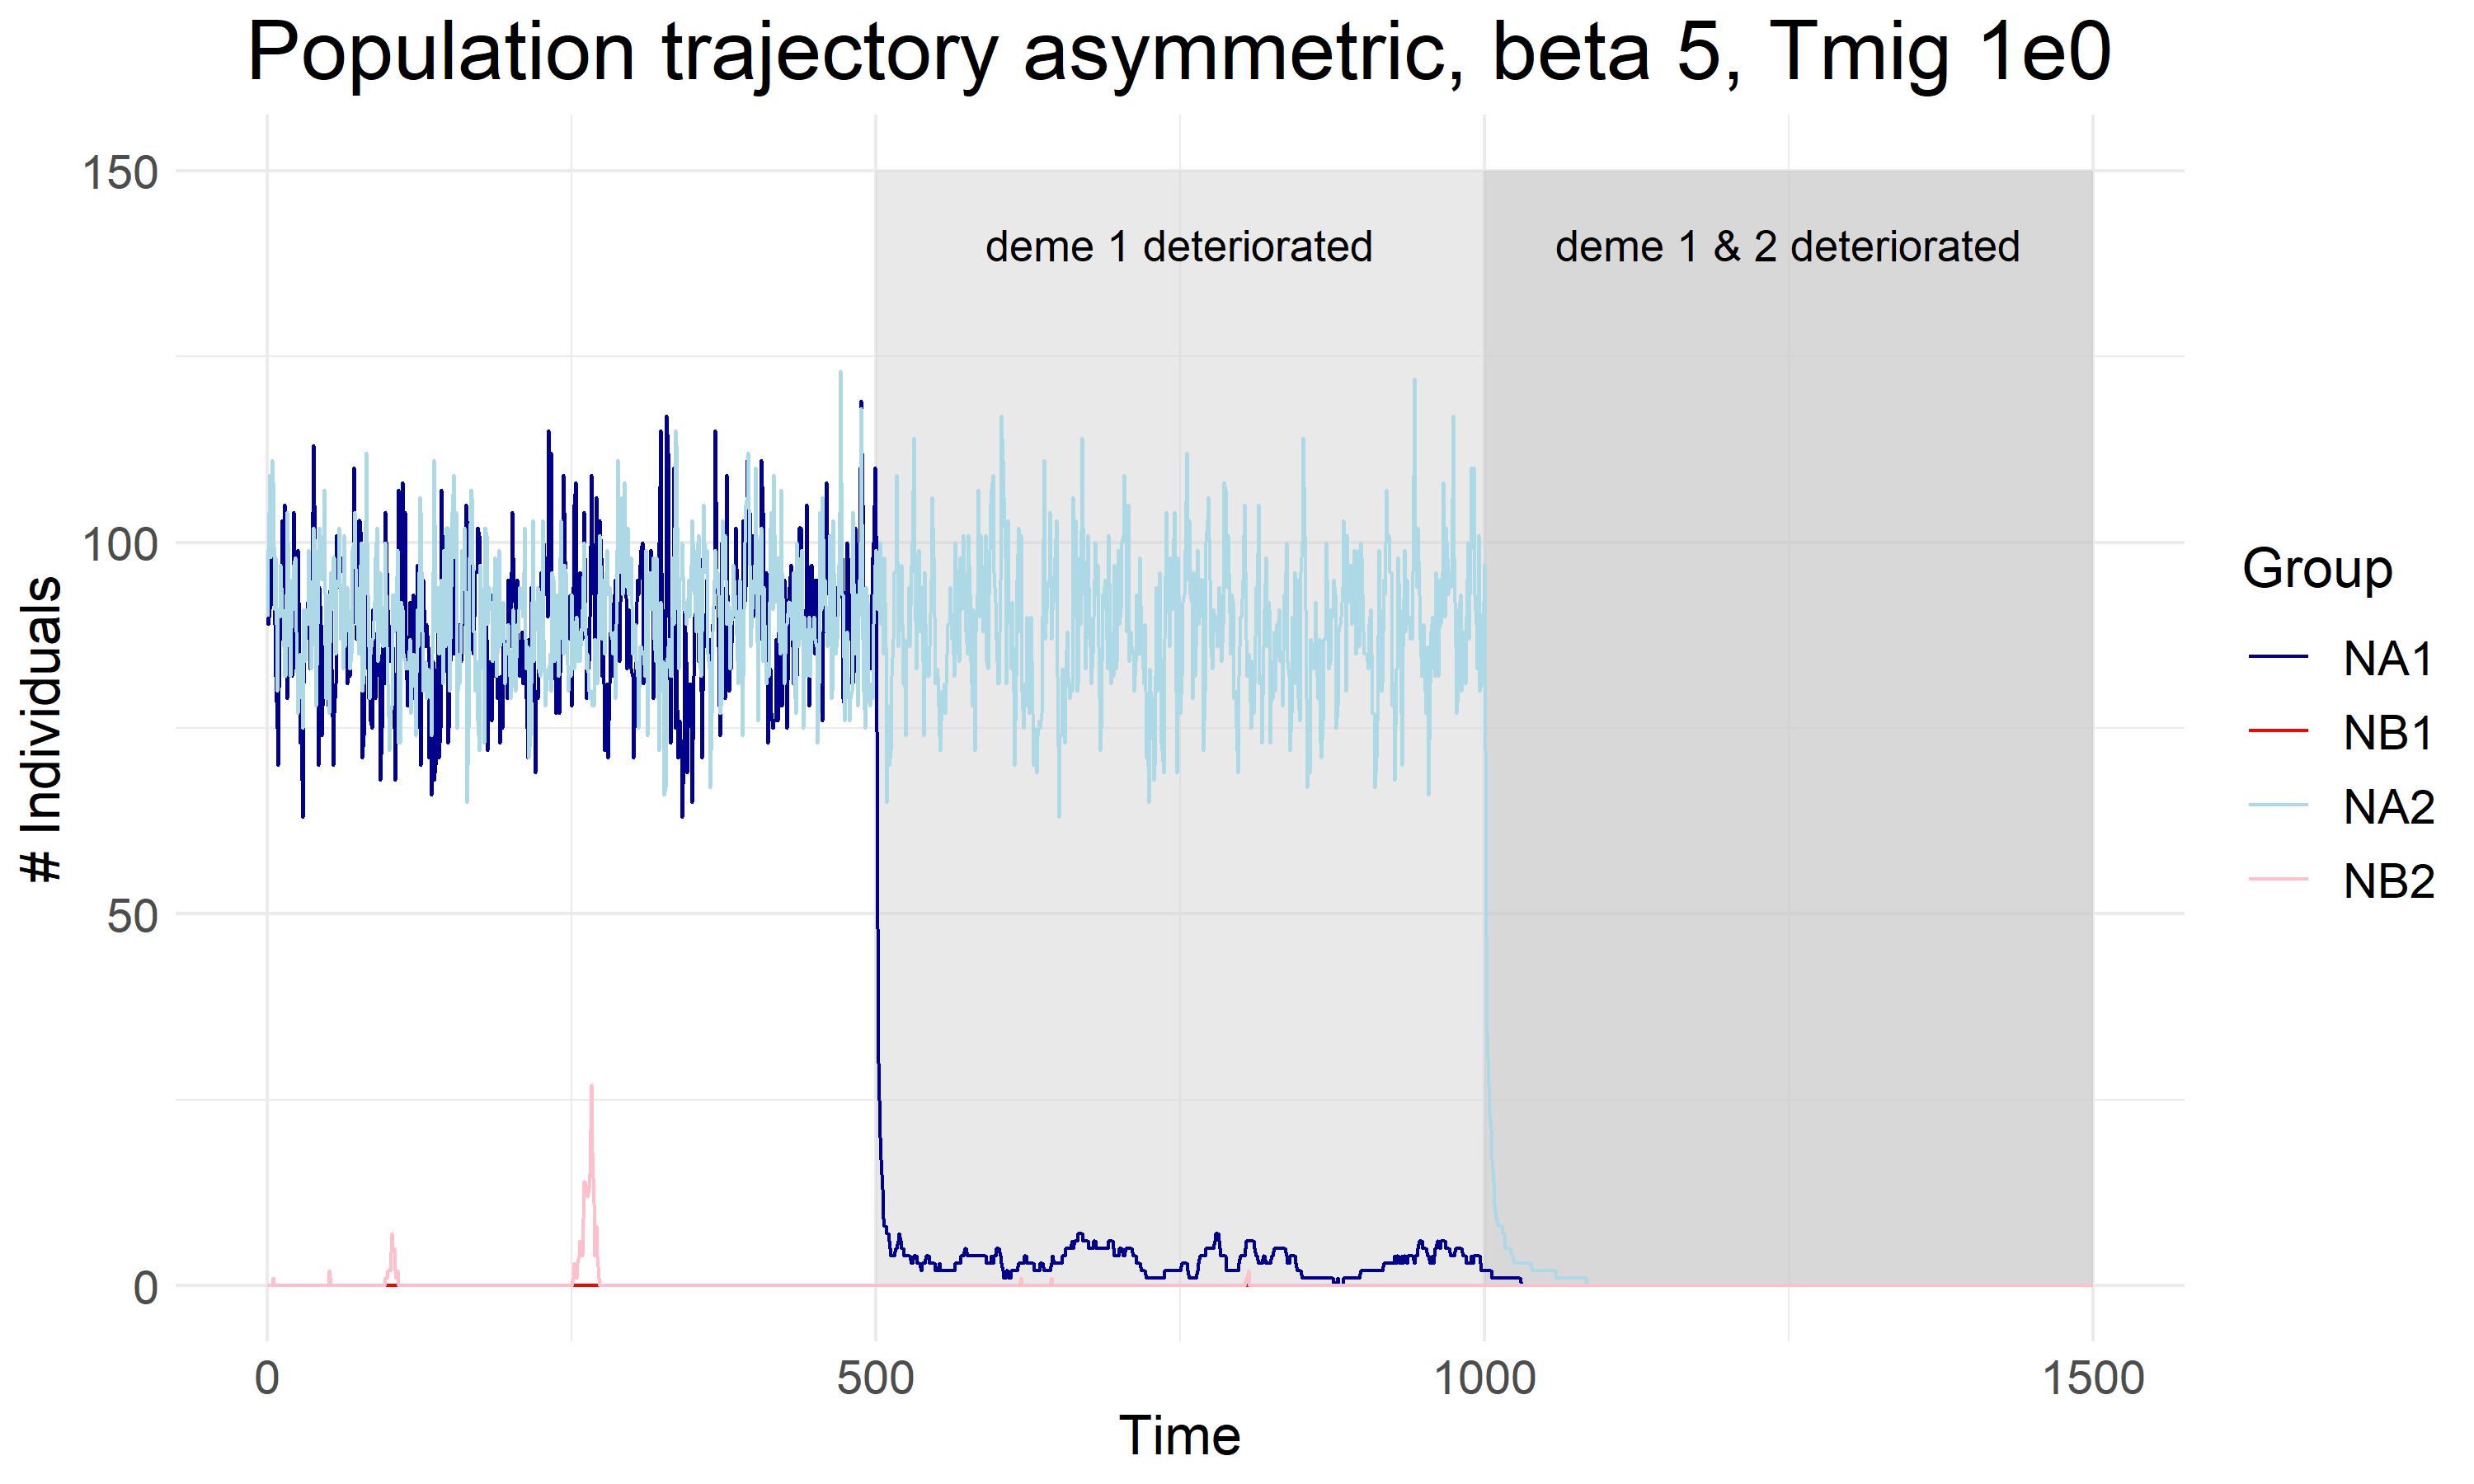 Population trajectory asymmetric, beta 5, Tmig 1e0
150
deme 1 deteriorated
deme 1 & 2 deteriorated
100
50
0
# Individuals
0
500
1000
1500
Time
Group
NA1
NB1
NA2
NB2